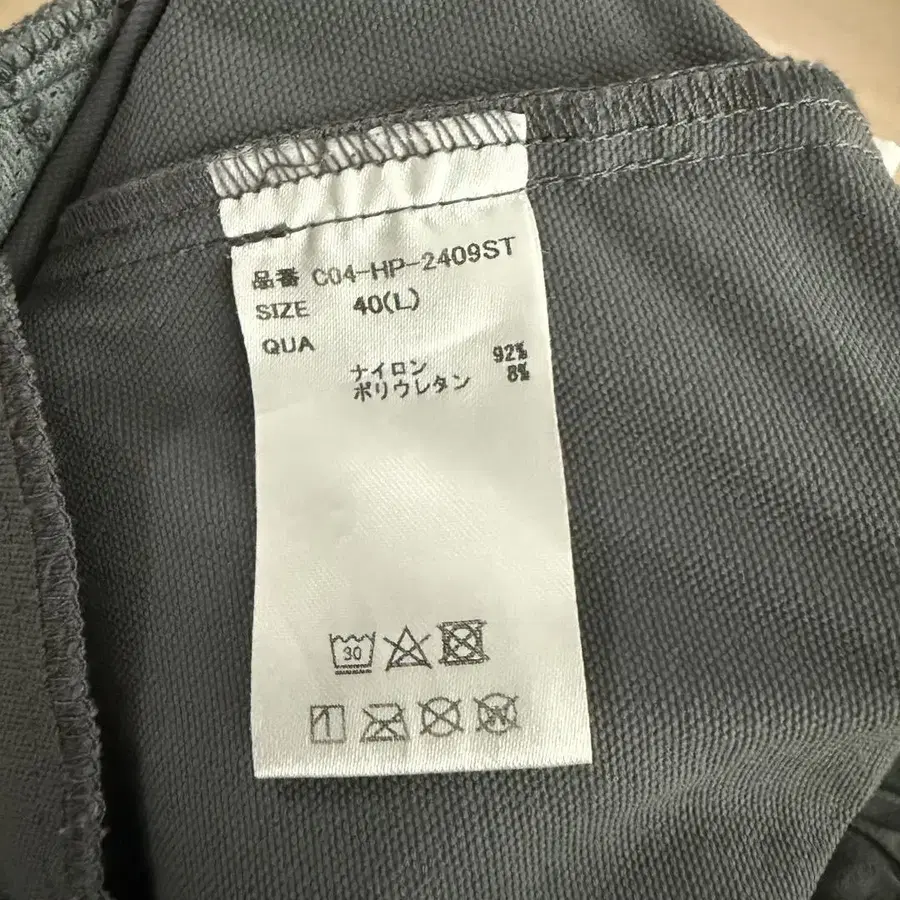 品番 C04-HP-2409ST
SIZE 40(L)
QUA
ナイロン 92%
ポリウレタン 8%
30
W